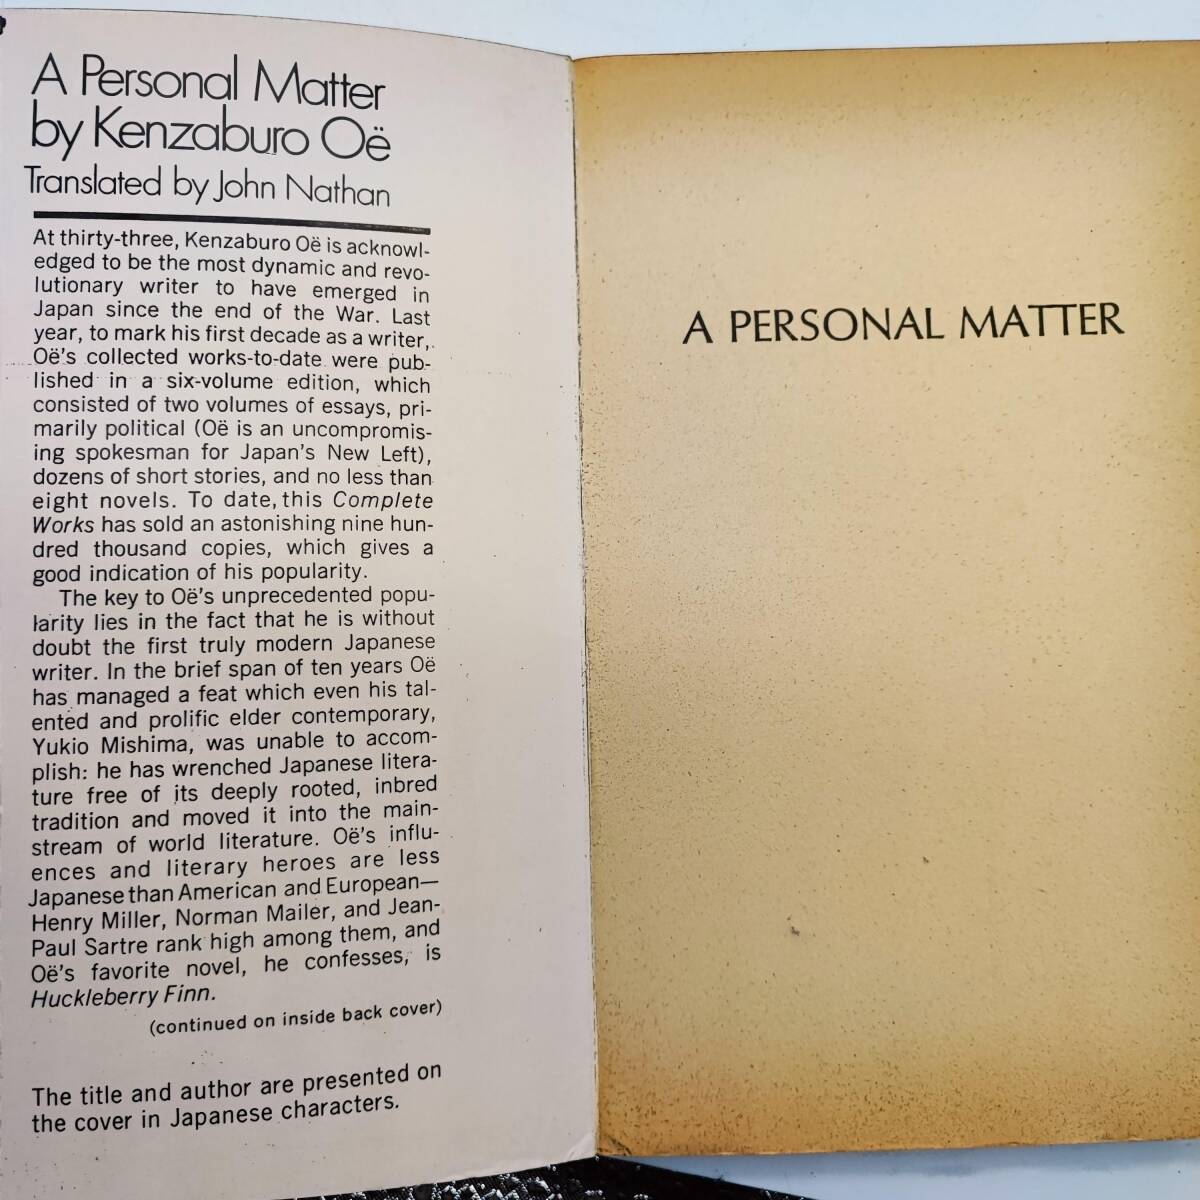 A Personal Matter
by Kenzaburo Oë
Translated by John Nathan
At thirty-three, Kenzaburo Oë is acknowl-
edged to be the most dynamic and revo-
lutionary writer to have emerged in
Japan since the end of the War. Last
year, to mark his first decade as a writer,
Oë's collected works-to-date were pub-
lished in a six-volume edition, which
consisted of two volumes of essays, pri-
marily political (Oë is an uncompromis-
ing spokesman for Japan's New Left),
dozens of short stories, and no less than
eight novels. To date, this Complete
Works has sold an astonishing nine hun-
dred thousand copies, which gives a
good indication of his popularity.
The key to Oë's unprecedented popu-
larity lies in the fact that he is without
doubt the first truly modern Japanese
writer. In the brief span of ten years Oë
has managed a feat which even his tal-
ented and prolific elder contemporary,
Yukio Mishima, was unable to accom-
plish: he has wrenched Japanese litera-
ture free of its deeply rooted, inbred
tradition and moved it into the main-
stream of world literature. Oë's influ-
ences and literary heroes are less
Japanese than American and European—
Henry Miller, Norman Mailer, and Jean-
Paul Sartre rank high among them, and
Oë's favorite novel, he confesses, is
Huckleberry Finn.
(continued on inside back cover)
The title and author are presented on
the cover in Japanese characters.
A PERSONAL MATTER